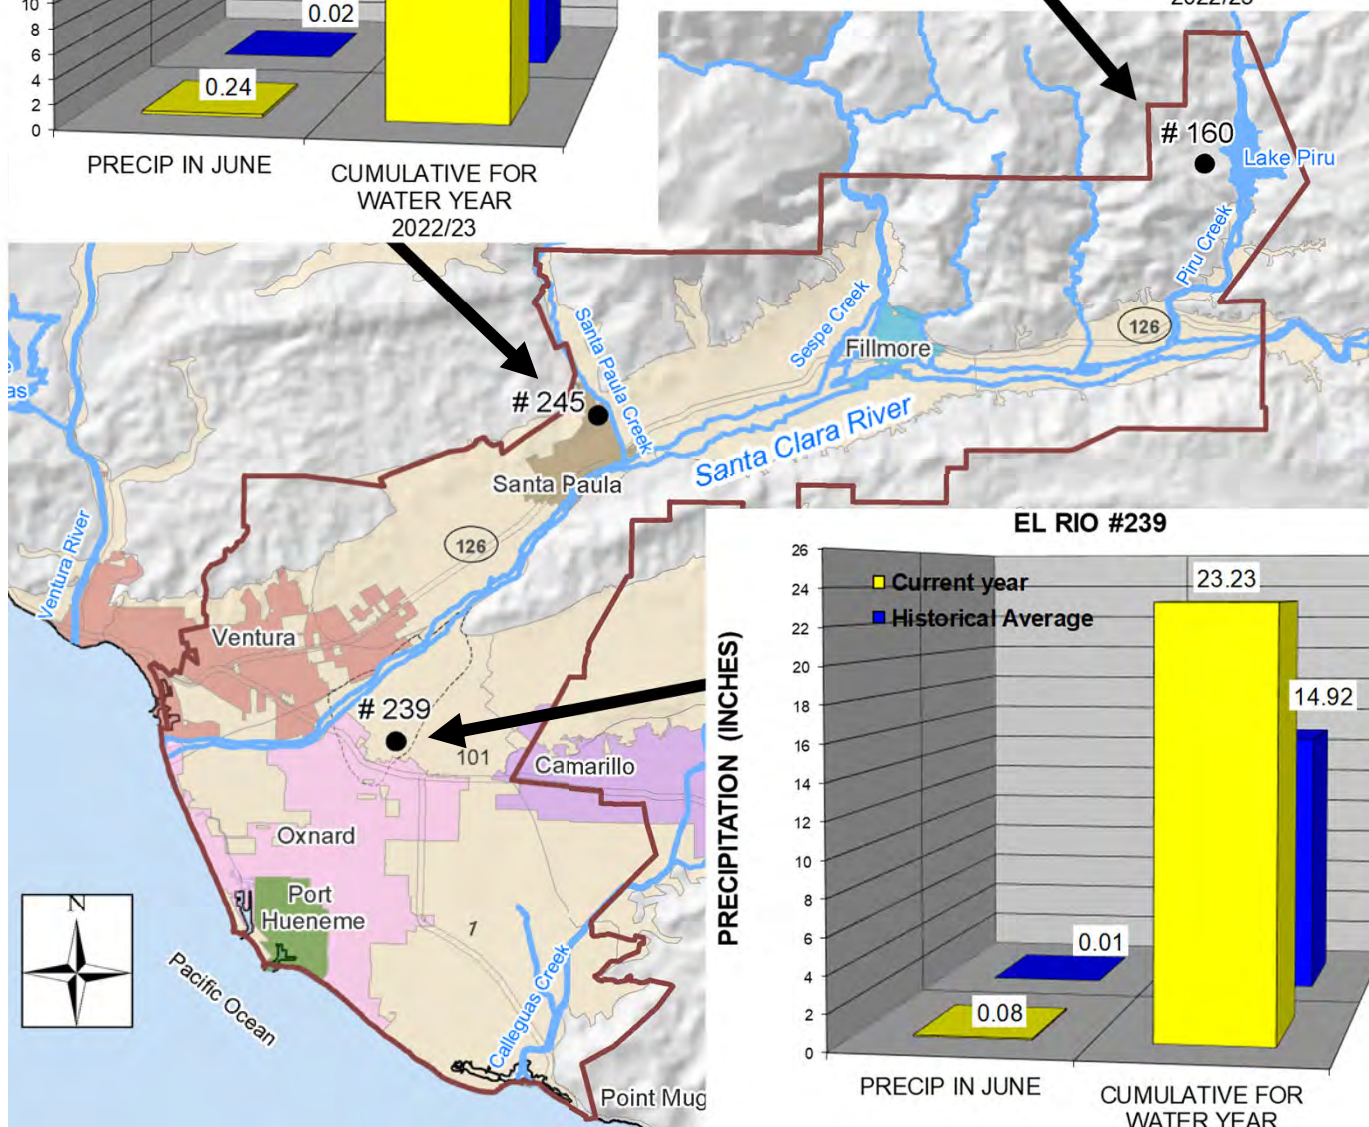 10
8
6
4
2
0
0.02
0.24
PRECIP IN JUNE
CUMULATIVE FOR
WATER YEAR
2022/23
2022/23
# 160
Lake Piru
Piru Creek
126
Sespe Creek
Fillmore
Santa Paula Creek
# 245
Santa Clara River
Santa Paula
as
Ventura River
126
Ventura
# 239
101
Camarillo
Oxnard
Port
Hueneme
1
N
Pacific Ocean
Calleguas Creek
Point Mug
EL RIO #239
PRECIPITATION (INCHES)
26
24
22
20
18
16
14
12
10
8
6
4
2
0
Current year
Historical Average
23.23
14.92
0.01
0.08
PRECIP IN JUNE
CUMULATIVE FOR
WATER YEAR